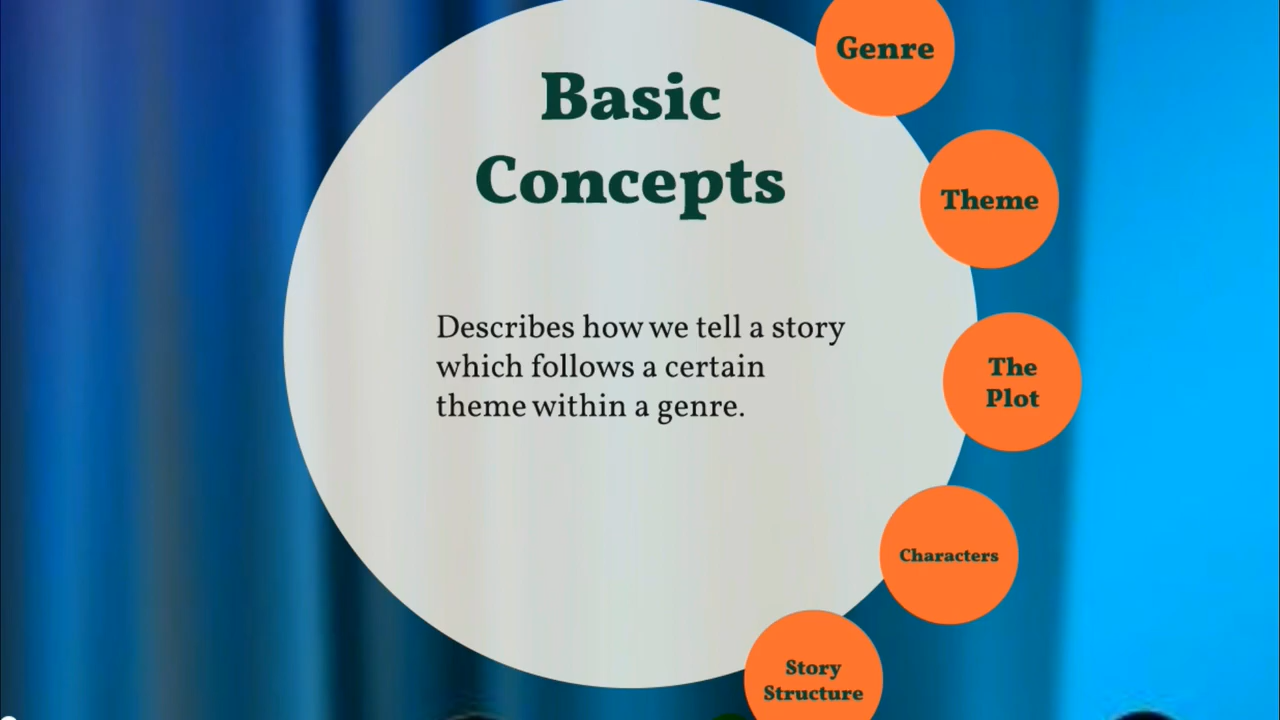 Basic
Concepts
Describes how we tell a story
which follows a certain
theme within a genre.
Genre
Theme
The
Plot
Characters
Story
Structure